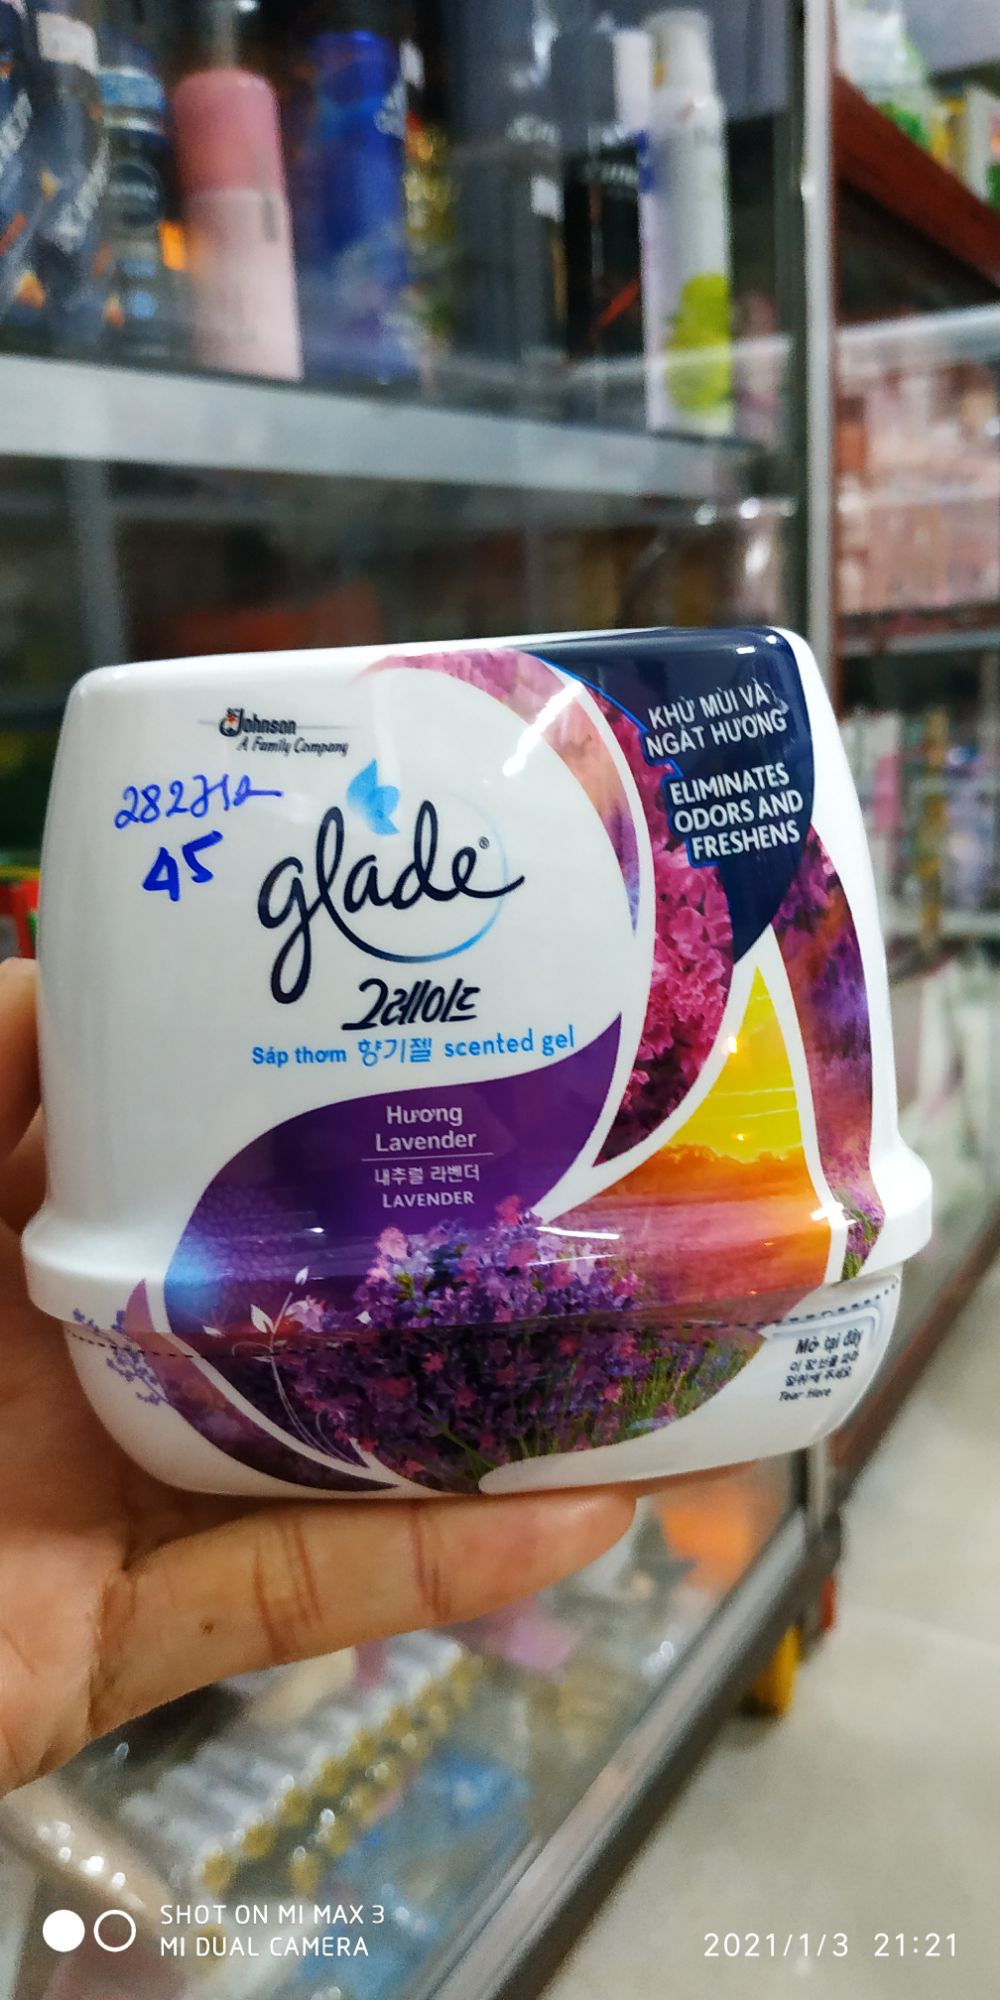 Johnson
A Family Company
45
glade®
그레이드
Sáp thơm 향기젤 scented gel
Hương
Lavender
내추럴 라벤더
LAVENDER
KHỬ MÙI VÀ
NGÁT HƯƠNG
ELIMINATES
ODORS AND
FRESHENS
Mở tại đây
Tear Here
SHOT ON MI MAX 3
MI DUAL CAMERA
2021/1/3 21:21